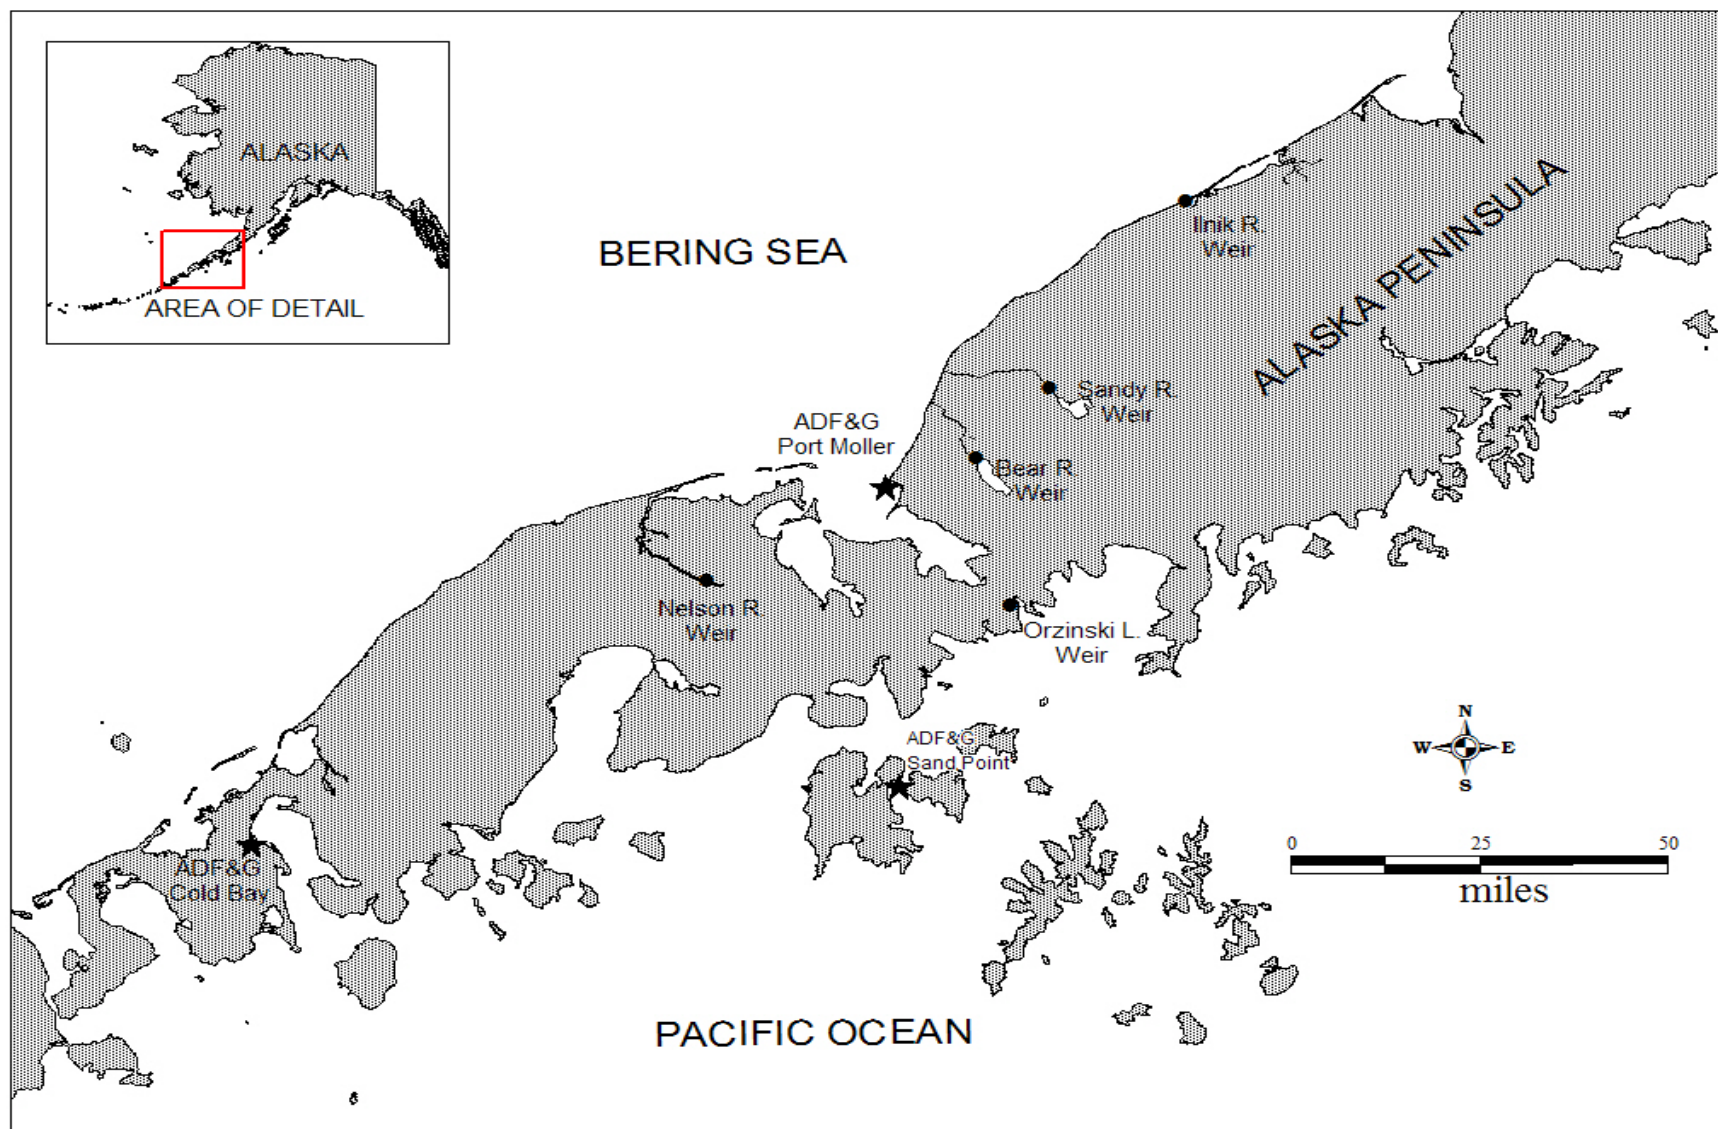 ALASKA
AREA OF DETAIL
BERING SEA
Ilnik R.
Weir
ALASKA PENINSULA
Sandy R.
Weir
ADF&G
Port Moller
Bear R.
Weir
Nelson R.
Weir
Orzinski L.
Weir
ADF&G
Sand Point
N
W E
S
0 25 50
miles
ADF&G
Cold Bay
PACIFIC OCEAN